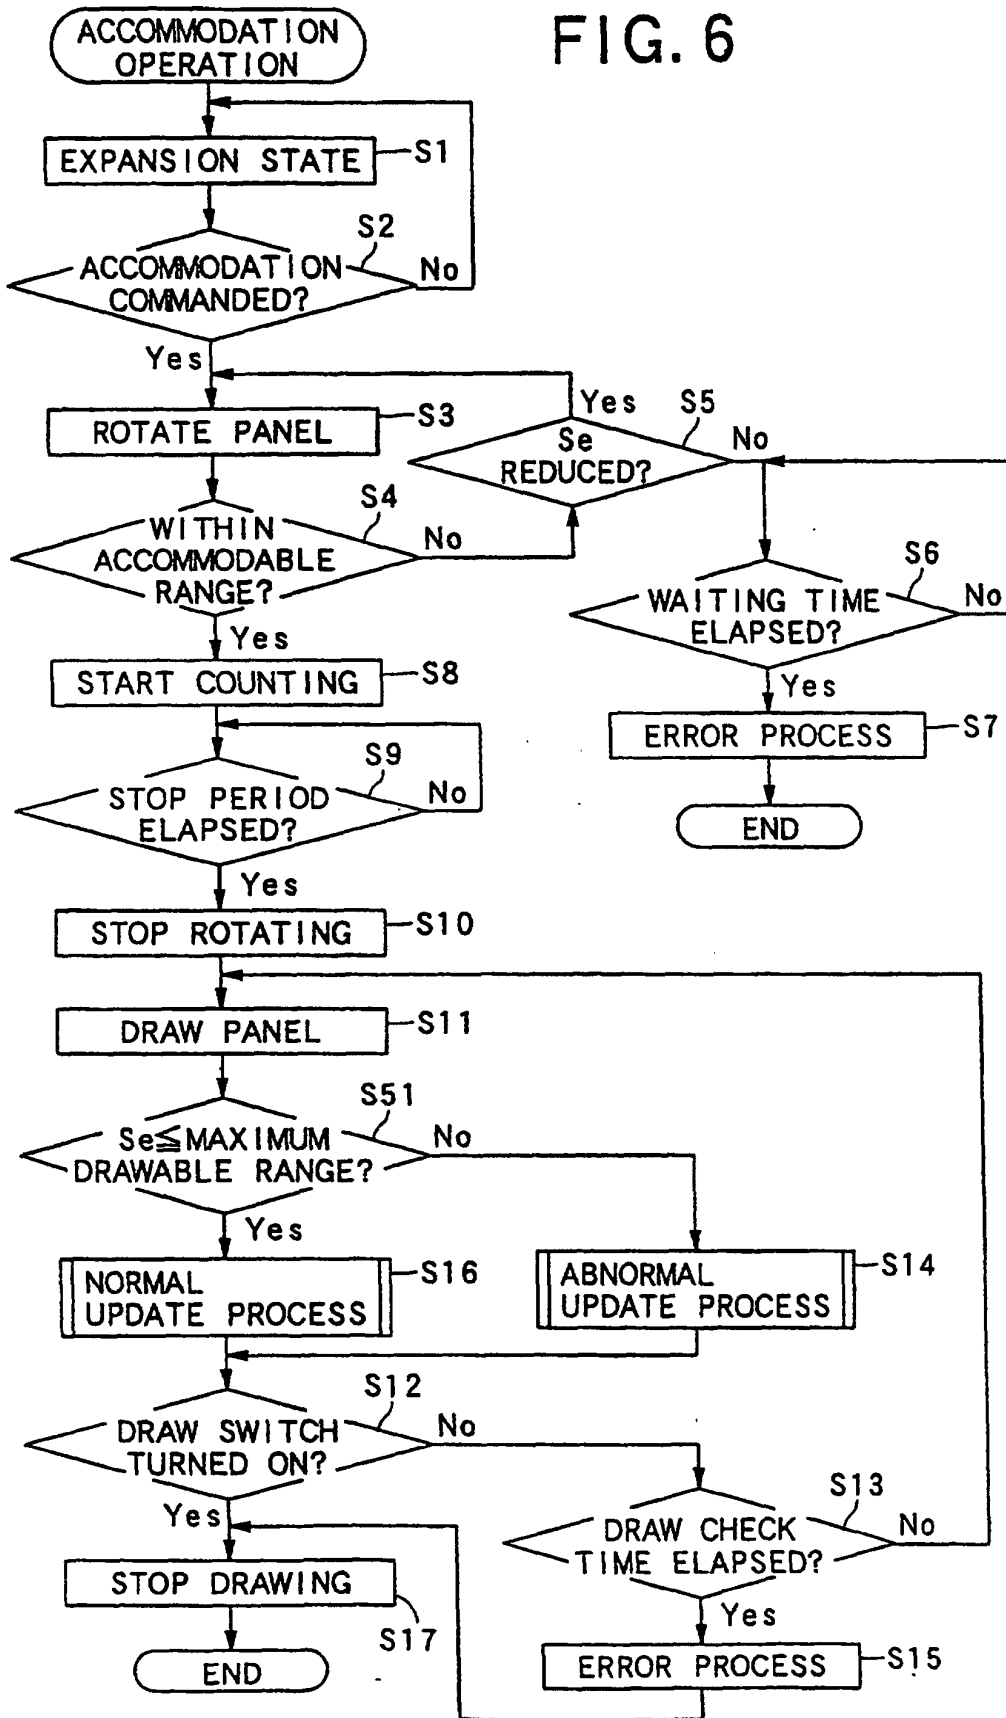 FIG. 6
ACCOMMODATION
OPERATION
EXPANSION STATE
S1
S2
ACCOMMODATION
COMMANDED?
No
Yes
ROTATE PANEL
S3
Yes
S5
Se
REDUCED?
No
S4
WITHIN
ACCOMMODABLE
RANGE?
No
Yes
S6
WAITING TIME
ELAPSED?
No
Yes
START COUNTING
S8
ERROR PROCESS
S7
END
S9
STOP PERIOD
ELAPSED?
No
Yes
STOP ROTATING
S10
DRAW PANEL
S11
S51
Se≦MAXIMUM
DRAWABLE RANGE?
No
Yes
NORMAL
UPDATE PROCESS
S16
ABNORMAL
UPDATE PROCESS
S14
S12
DRAW SWITCH
TURNED ON?
No
Yes
S13
DRAW CHECK
TIME ELAPSED?
No
Yes
STOP DRAWING
S17
END
ERROR PROCESS
S15